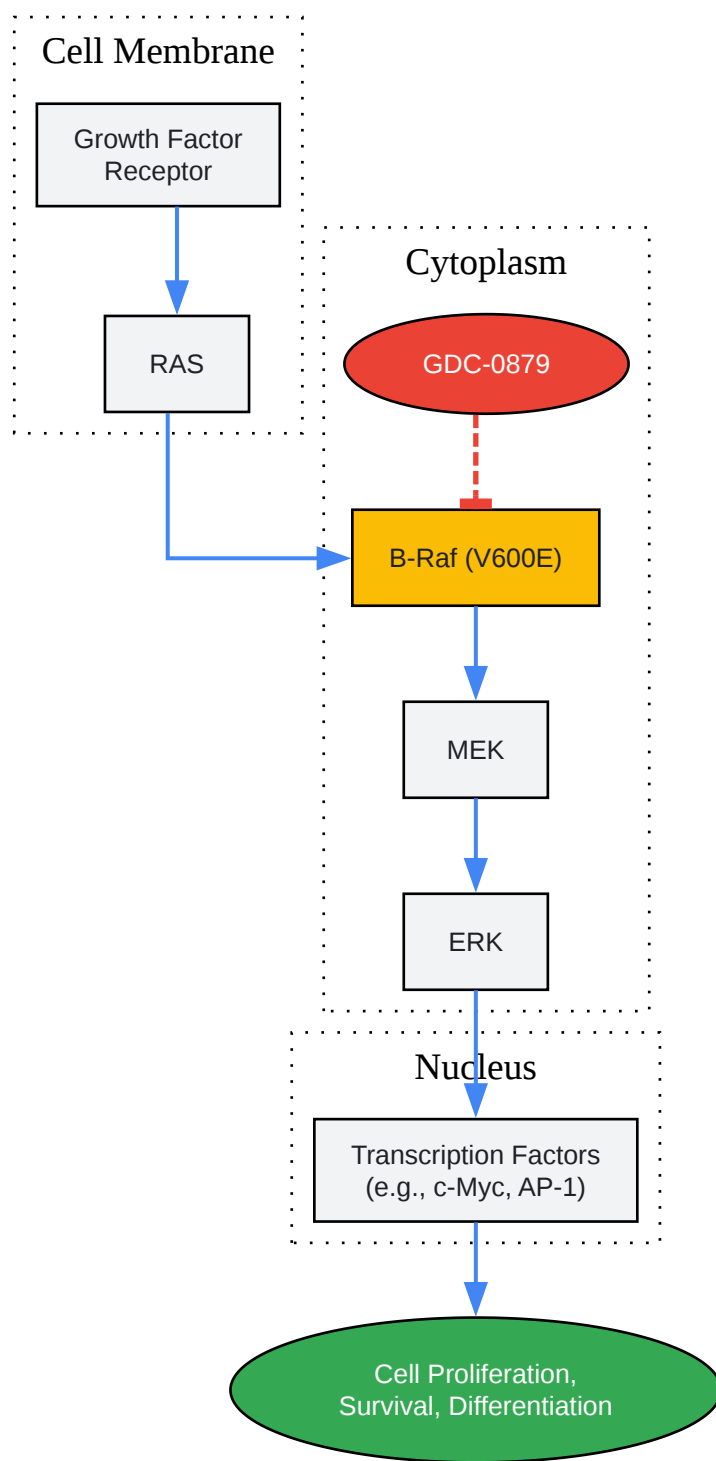 Cell Membrane
Growth Factor
Receptor
RAS
Cytoplasm
GDC-0879
B-Raf (V600E)
MEK
ERK
Nucleus
Transcription Factors
(e.g., c-Myc, AP-1)
Cell Proliferation,
Survival, Differentiation